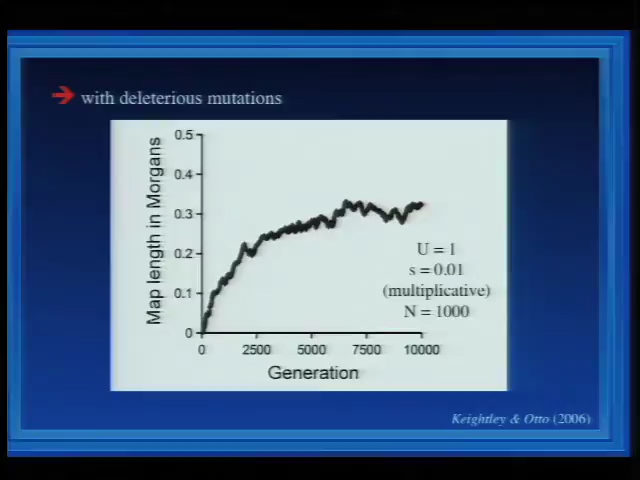 with deleterious mutations
Map length in Morgans
0.5
0.4
0.3
0.2
0.1
0
0 2500 5000 7500 10000
Generation
U = 1
s = 0.01
(multiplicative)
N = 1000
Keightley & Otto (2006)